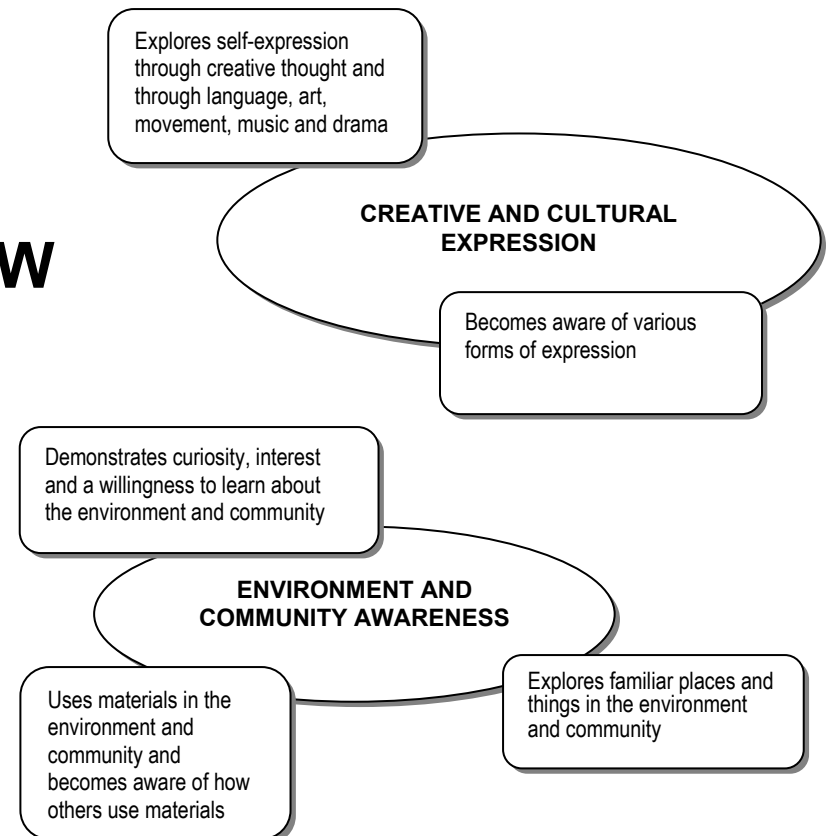 Explores self-expression
through creative thought and
through language, art,
movement, music and drama
CREATIVE AND CULTURAL
EXPRESSION
W
Becomes aware of various
forms of expression
Demonstrates curiosity, interest
and a willingness to learn about
the environment and community
ENVIRONMENT AND
COMMUNITY AWARENESS
Uses materials in the
environment and
community and
becomes aware of how
others use materials
Explores familiar places and
things in the environment
and community